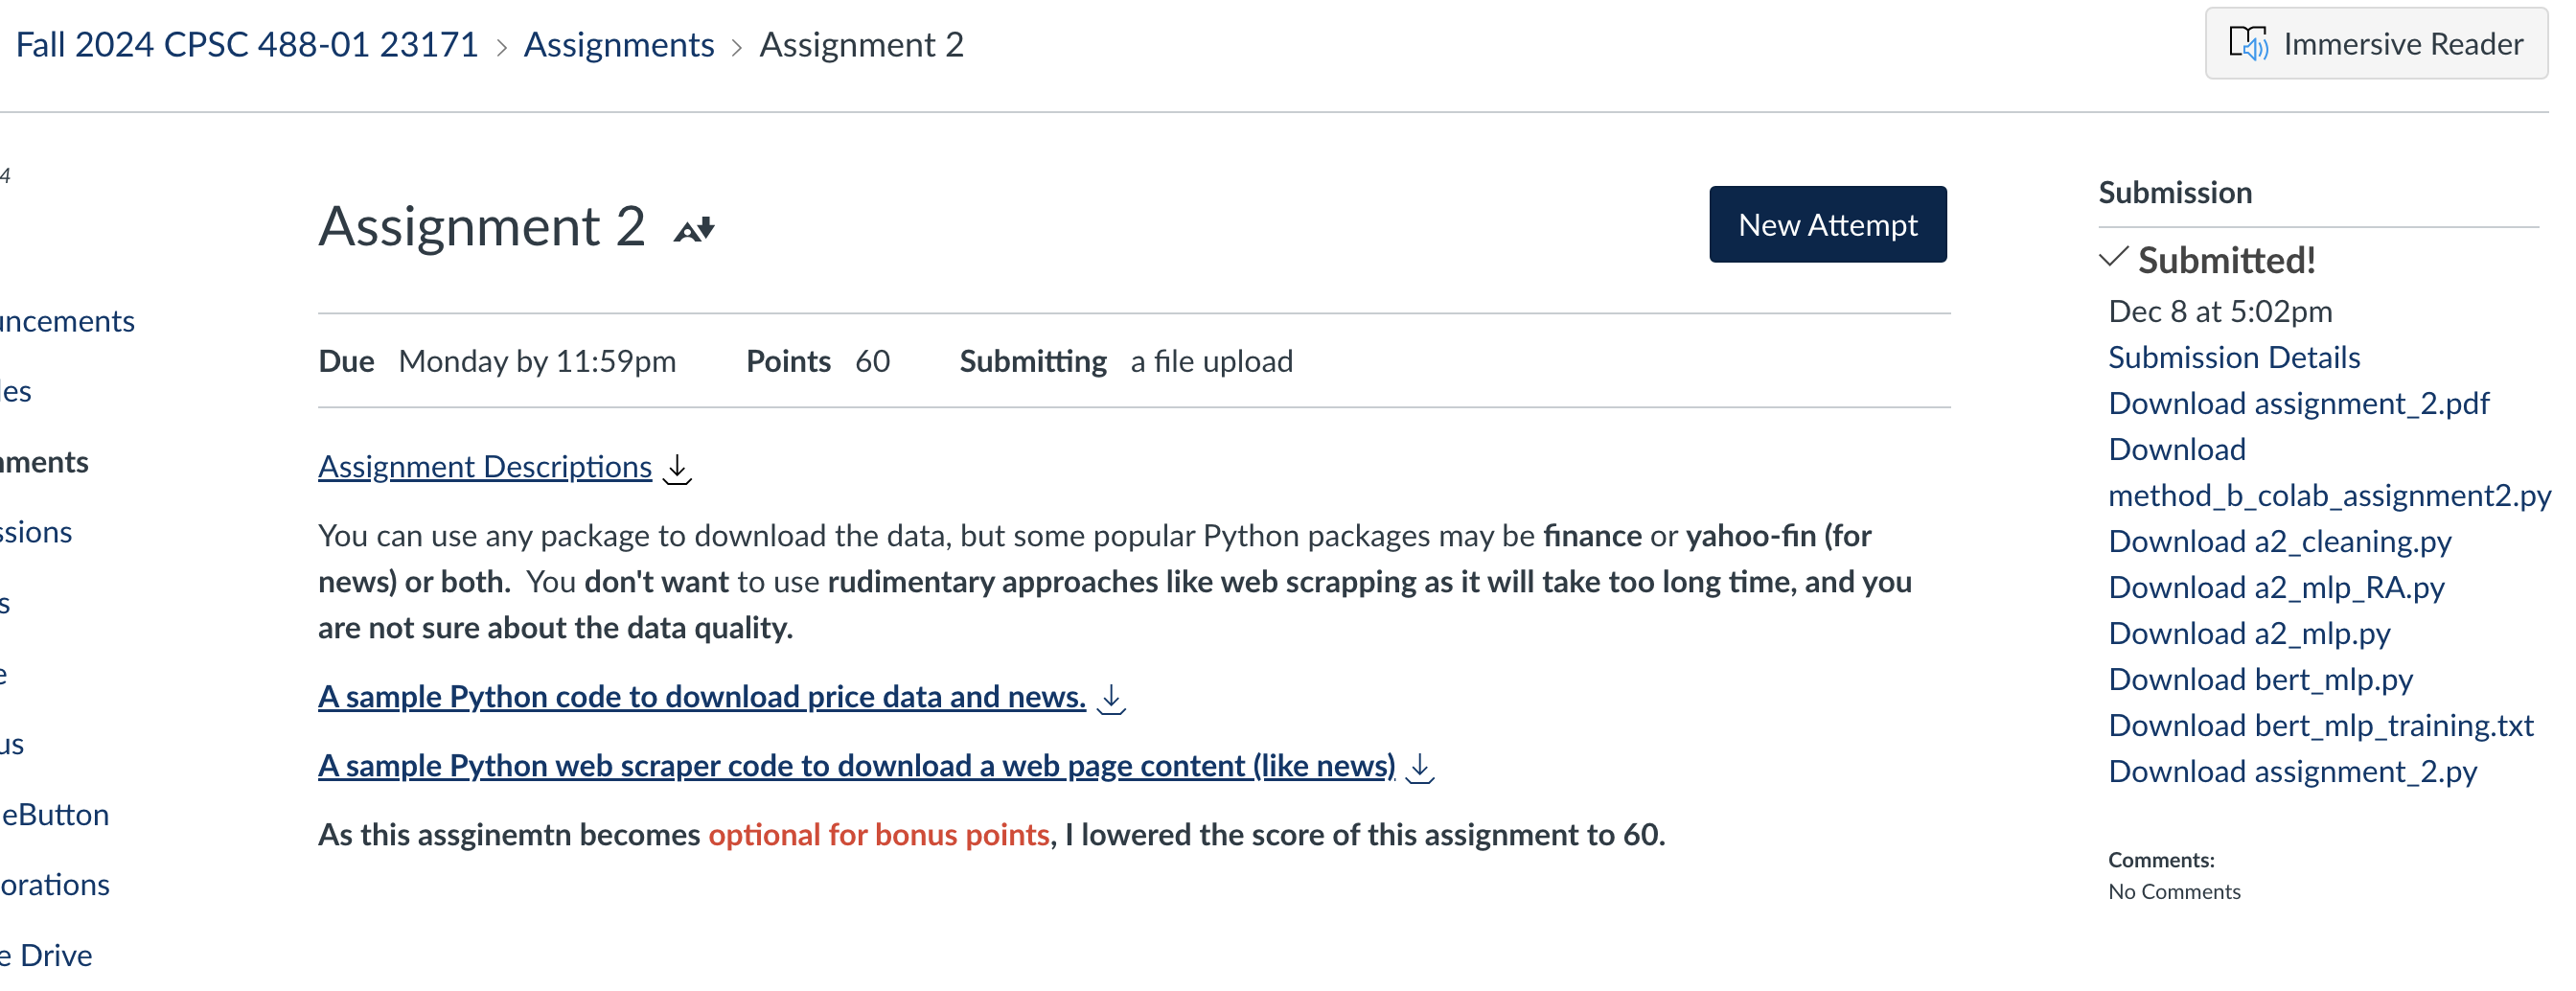 Fall 2024 CPSC 488-01 23171 > Assignments > Assignment 2
Immersive Reader
4
uncements
les
nments
ssions
s
e
us
eButton
orations
e Drive
Assignment 2
New Attempt
Due Monday by 11:59pm Points 60 Submitting a file upload
Assignment Descriptions
You can use any package to download the data, but some popular Python packages may be finance or yahoo-fin (for
news) or both. You don't want to use rudimentary approaches like web scrapping as it will take too long time, and you
are not sure about the data quality.
A sample Python code to download price data and news.
A sample Python web scraper code to download a web page content (like news)
As this assginemtn becomes optional for bonus points, I lowered the score of this assignment to 60.
Submission
Submitted!
Dec 8 at 5:02pm
Submission Details
Download assignment_2.pdf
Download
method_b_colab_assignment2.py
Download a2_cleaning.py
Download a2_mlp_RA.py
Download a2_mlp.py
Download bert_mlp.py
Download bert_mlp_training.txt
Download assignment_2.py
Comments:
No Comments